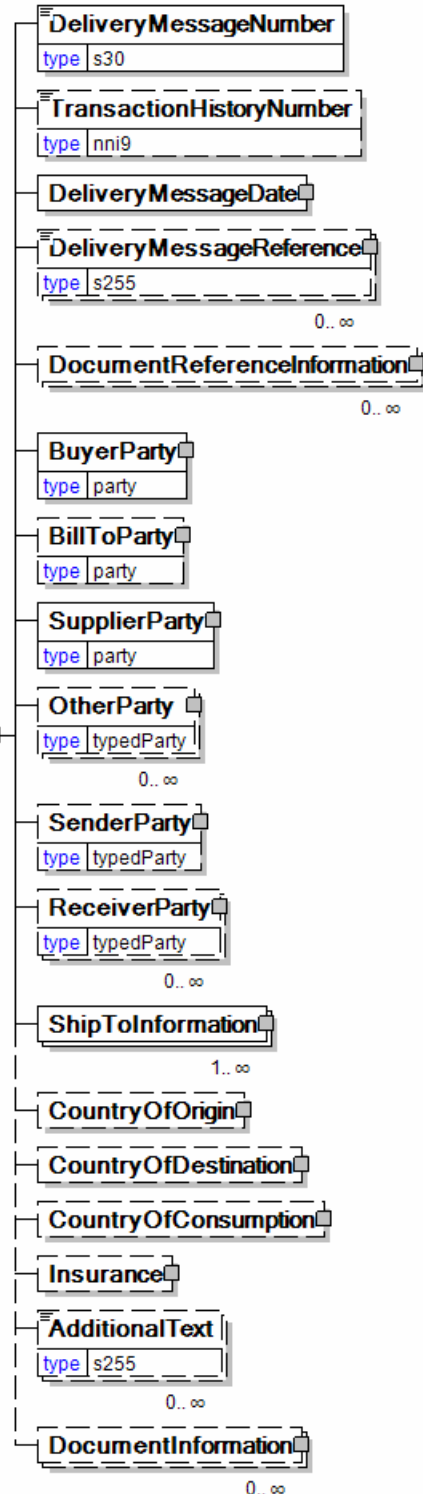 DeliveryMessageNumber
type s30
TransactionHistoryNumber
type nni9
DeliveryMessageDate
DeliveryMessageReference
type s255
0.. ∞
DocumentReferenceInformation
0.. ∞
BuyerParty
type party
BillToParty
type party
SupplierParty
type party
OtherParty
type typedParty
0.. ∞
SenderParty
type typedParty
ReceiverParty
type typedParty
0.. ∞
ShipToInformation
1.. ∞
CountryOfOrigin
CountryOfDestination
CountryOfConsumption
Insurance
AdditionalText
type s255
0.. ∞
DocumentInformation
0.. ∞